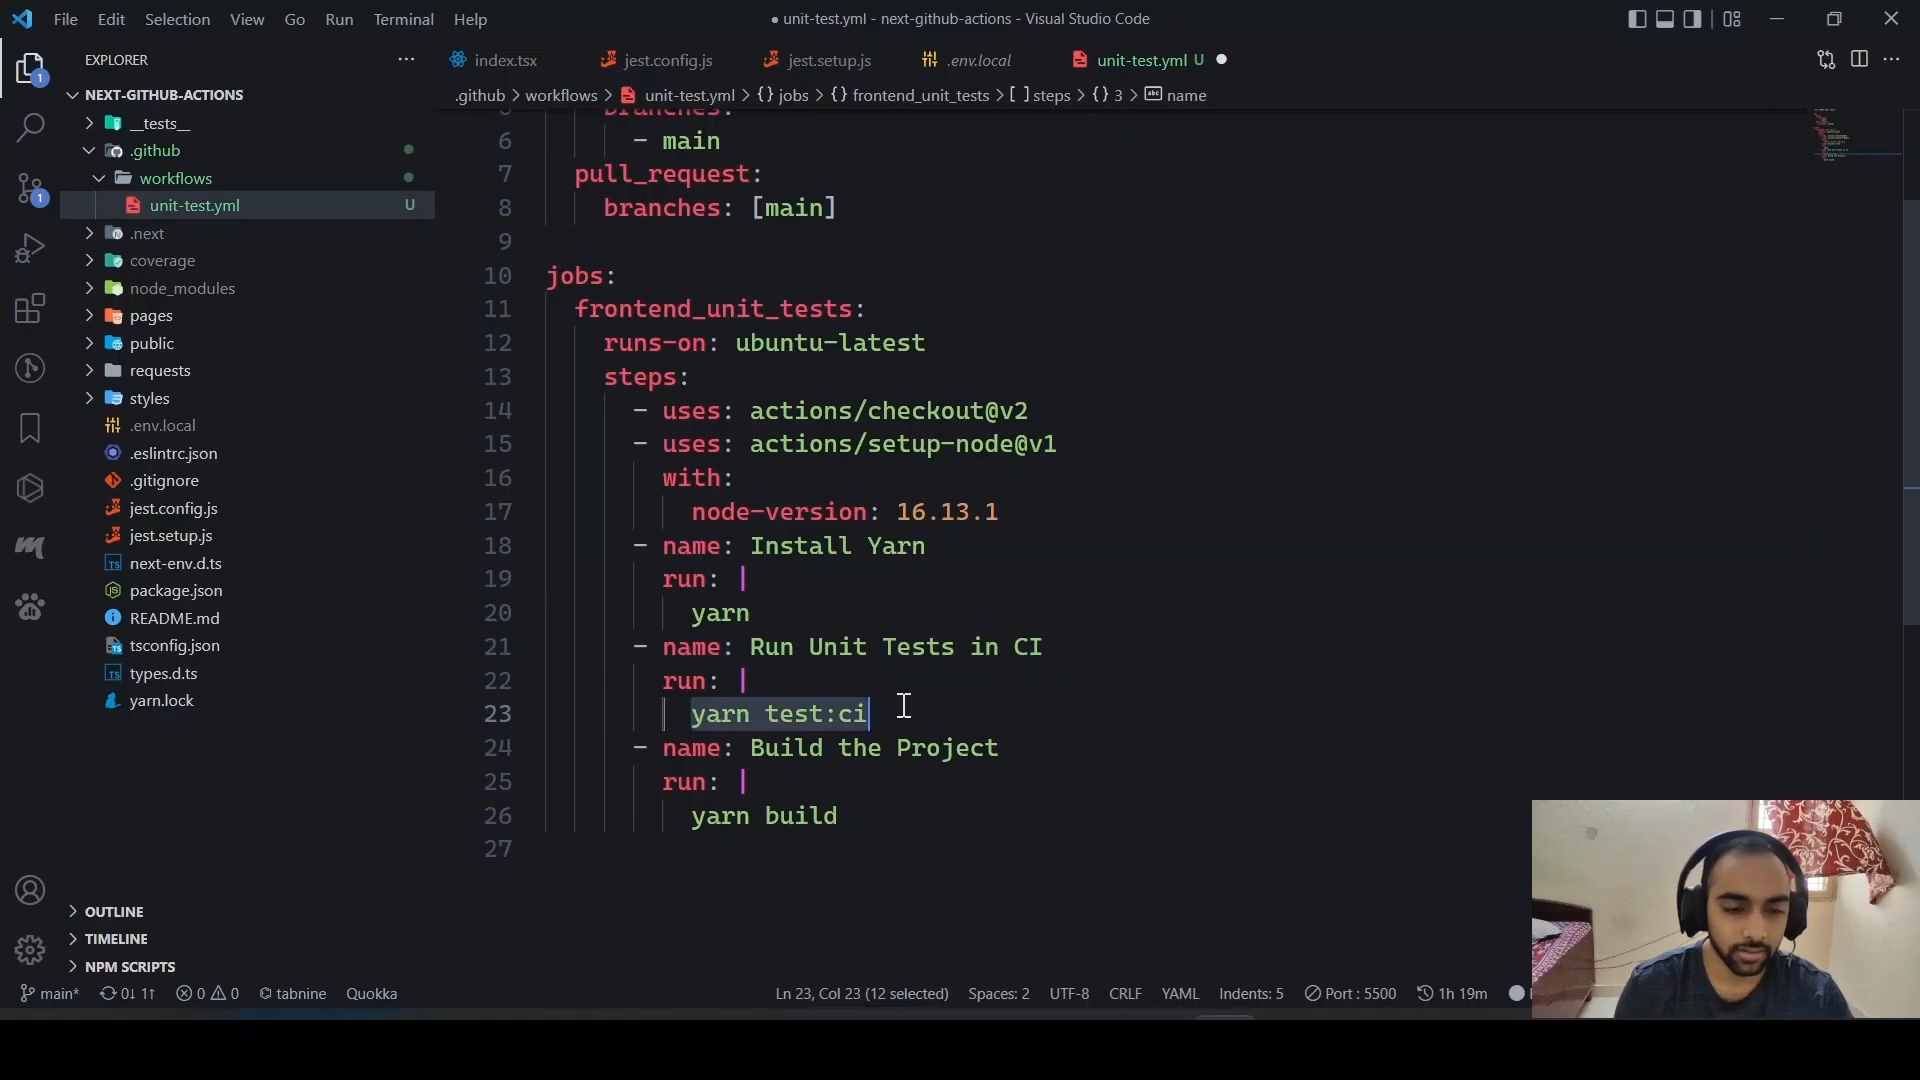 File Edit Selection View Go Run Terminal Help
● unit-test.yml - next-github-actions - Visual Studio Code
EXPLORER
index.tsx
jest.config.js
jest.setup.js
.env.local
unit-test.yml U
.github > workflows > unit-test.yml > {} jobs > {} frontend_unit_tests > [ ] steps > {} 3 > abc name
1
1
NEXT-GITHUB-ACTIONS
__tests__
.github
workflows
unit-test.yml U
.next
coverage
node_modules
pages
public
requests
styles
.env.local
.eslintrc.json
.gitignore
jest.config.js
jest.setup.js
next-env.d.ts
package.json
README.md
tsconfig.json
types.d.ts
yarn.lock
OUTLINE
TIMELINE
NPM SCRIPTS
branches:
6 - main
7 pull_request:
8 branches: [main]
9
10 jobs:
11 frontend_unit_tests:
12 runs-on: ubuntu-latest
13 steps:
14 - uses: actions/checkout@v2
15 - uses: actions/setup-node@v1
16 with:
17 node-version: 16.13.1
18 - name: Install Yarn
19 run: |
20 yarn
21 - name: Run Unit Tests in CI
22 run: |
23 yarn test:ci
24 - name: Build the Project
25 run: |
26 yarn build
27
main* 0↓ 1↑ 0 0 tabnine Quokka
Ln 23, Col 23 (12 selected) Spaces: 2 UTF-8 CRLF YAML Indents: 5 Port : 5500 1h 19m